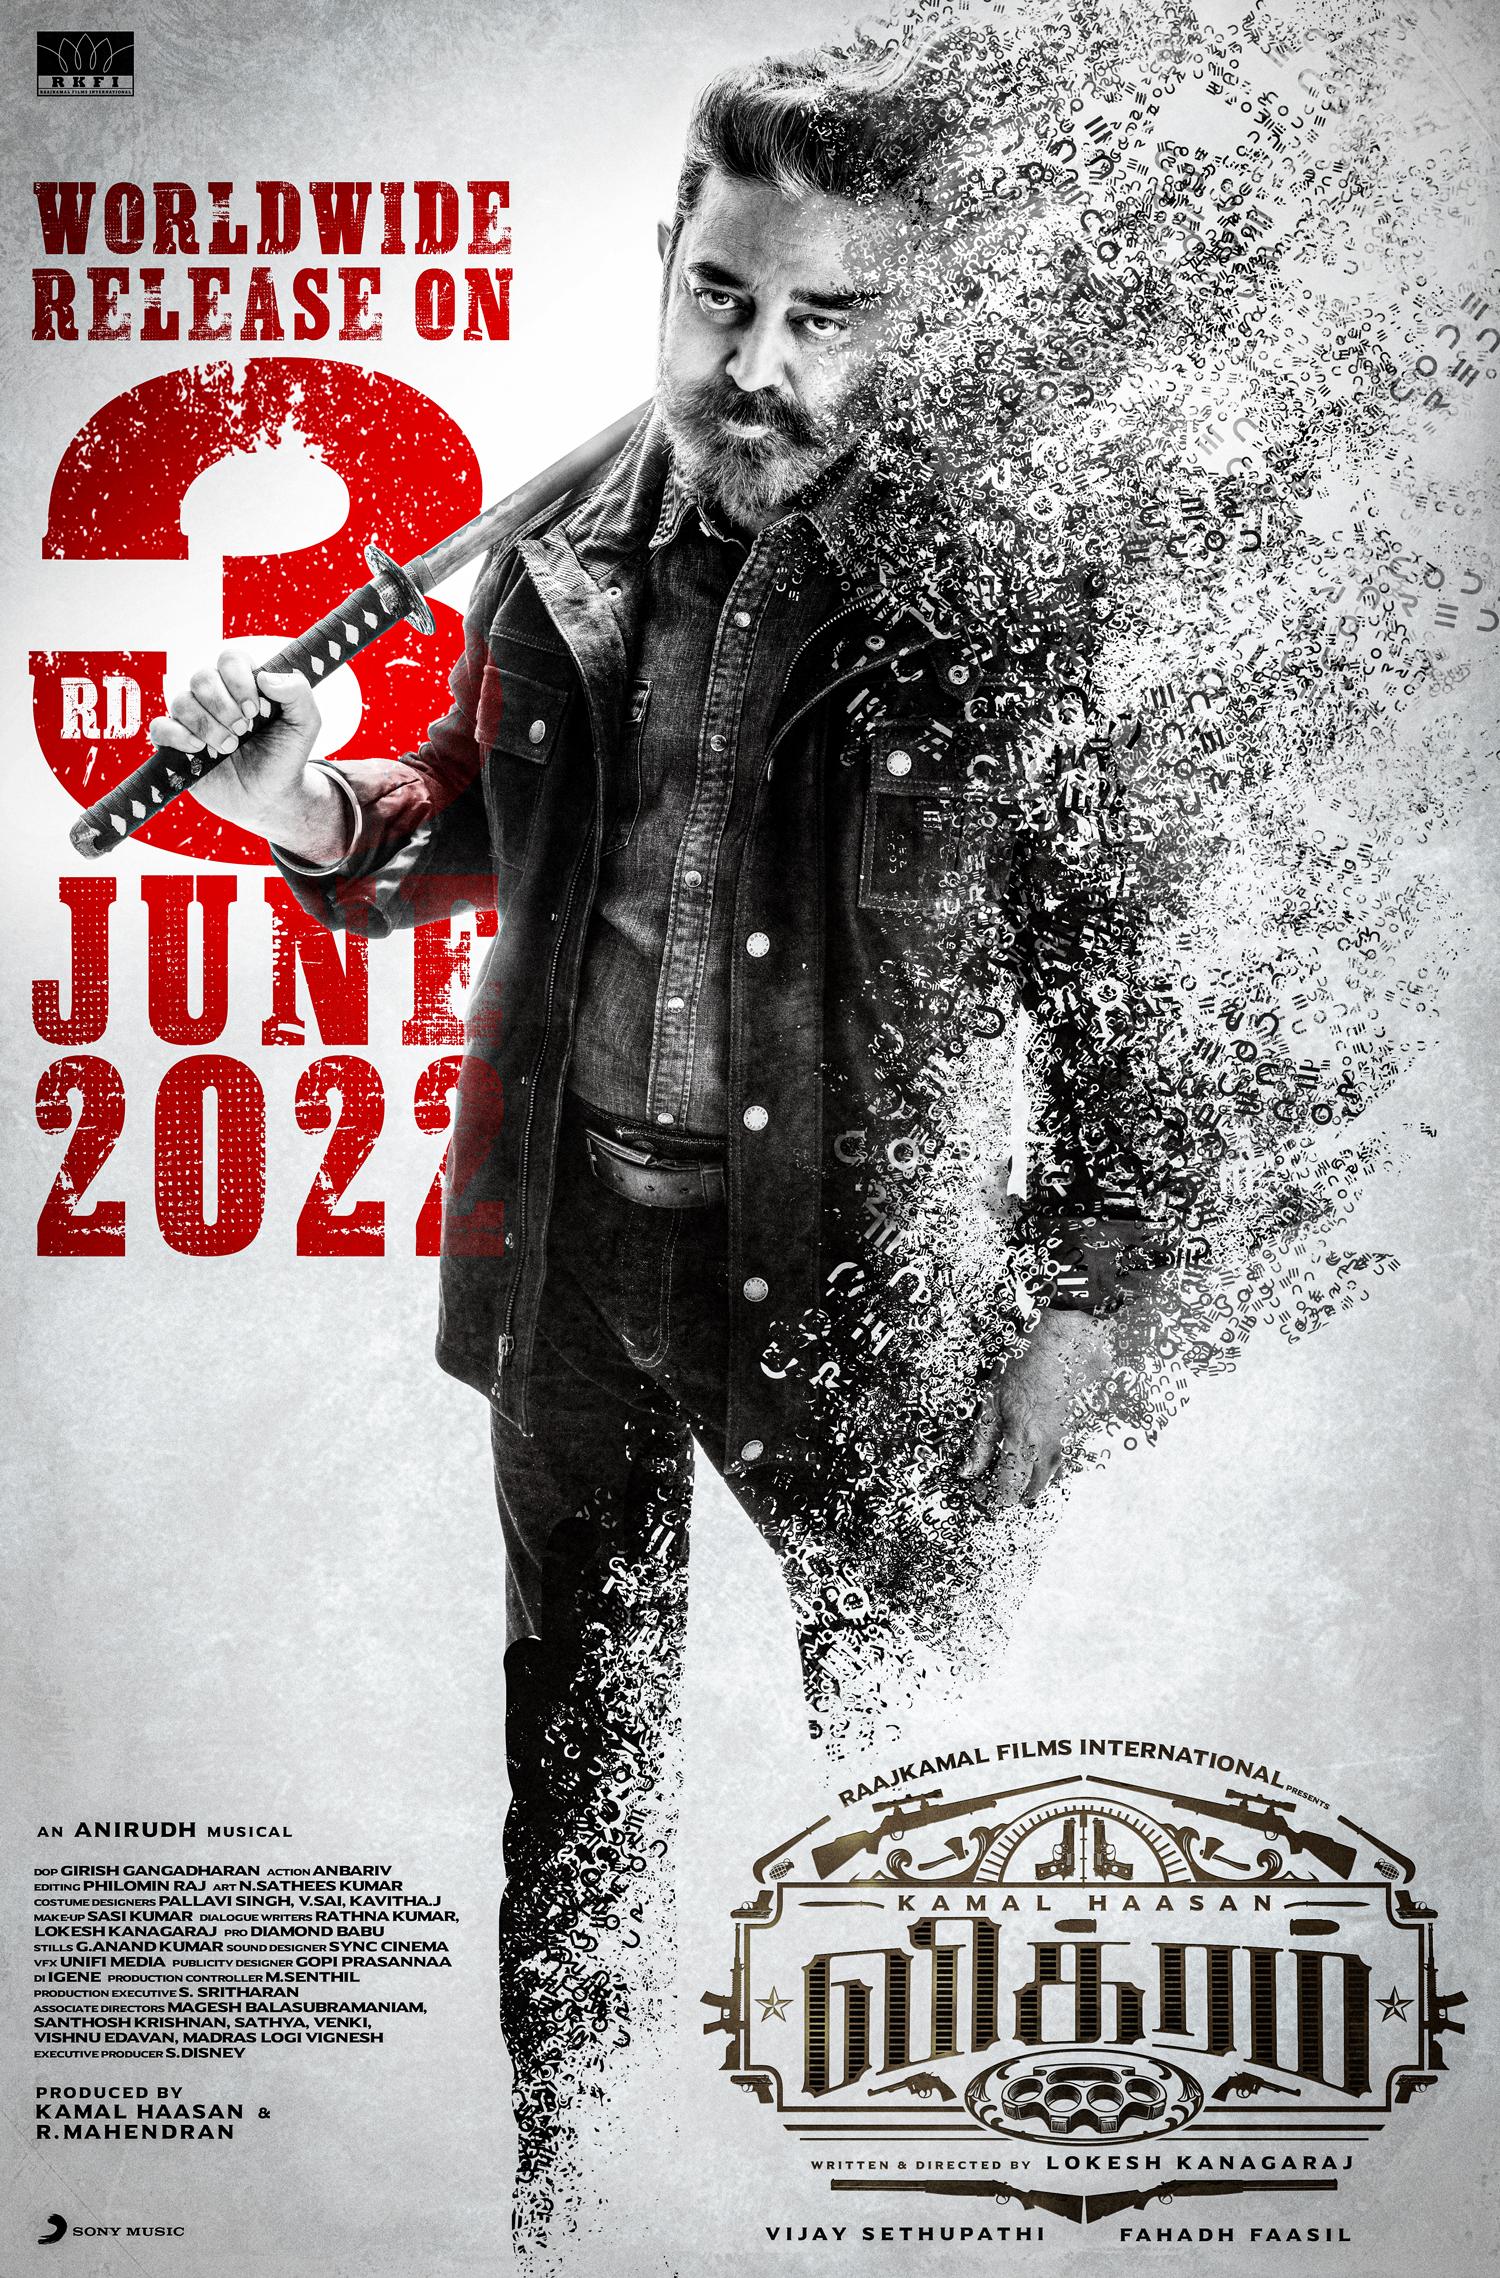 RKFI
RAAJKAMAL FILMS INTERNATIONAL
WORLDWIDE
RELEASE ON
3
RD
JUNE
2022
AN ANIRUDH MUSICAL
DOP GIRISH GANGADHARAN ACTION ANBARIV
EDITING PHILOMIN RAJ ART N.SATHEES KUMAR
COSTUME DESIGNERS PALLAVI SINGH, V.SAI, KAVITHA.J
MAKE-UP SASI KUMAR DIALOGUE WRITERS RATHNA KUMAR,
LOKESH KANAGARAJ PRO DIAMOND BABU
STILLS G.ANAND KUMAR SOUND DESIGNER SYNC CINEMA
VFX UNIFI MEDIA PUBLICITY DESIGNER GOPI PRASANNAA
DI IGENE PRODUCTION CONTROLLER M.SENTHIL
PRODUCTION EXECUTIVE S. SRITHARAN
ASSOCIATE DIRECTORS MAGESH BALASUBRAMANIAM,
SANTHOSH KRISHNAN, SATHYA, VENKI,
VISHNU EDAVAN, MADRAS LOGI VIGNESH
EXECUTIVE PRODUCER S.DISNEY
PRODUCED BY
KAMAL HAASAN &
R.MAHENDRAN
SONY MUSIC
RAAJKAMAL FILMS INTERNATIONAL PRESENTS
KAMAL HAASAN
விக்ரம்
WRITTEN & DIRECTED BY LOKESH KANAGARAJ
VIJAY SETHUPATHI FAHADH FAASIL